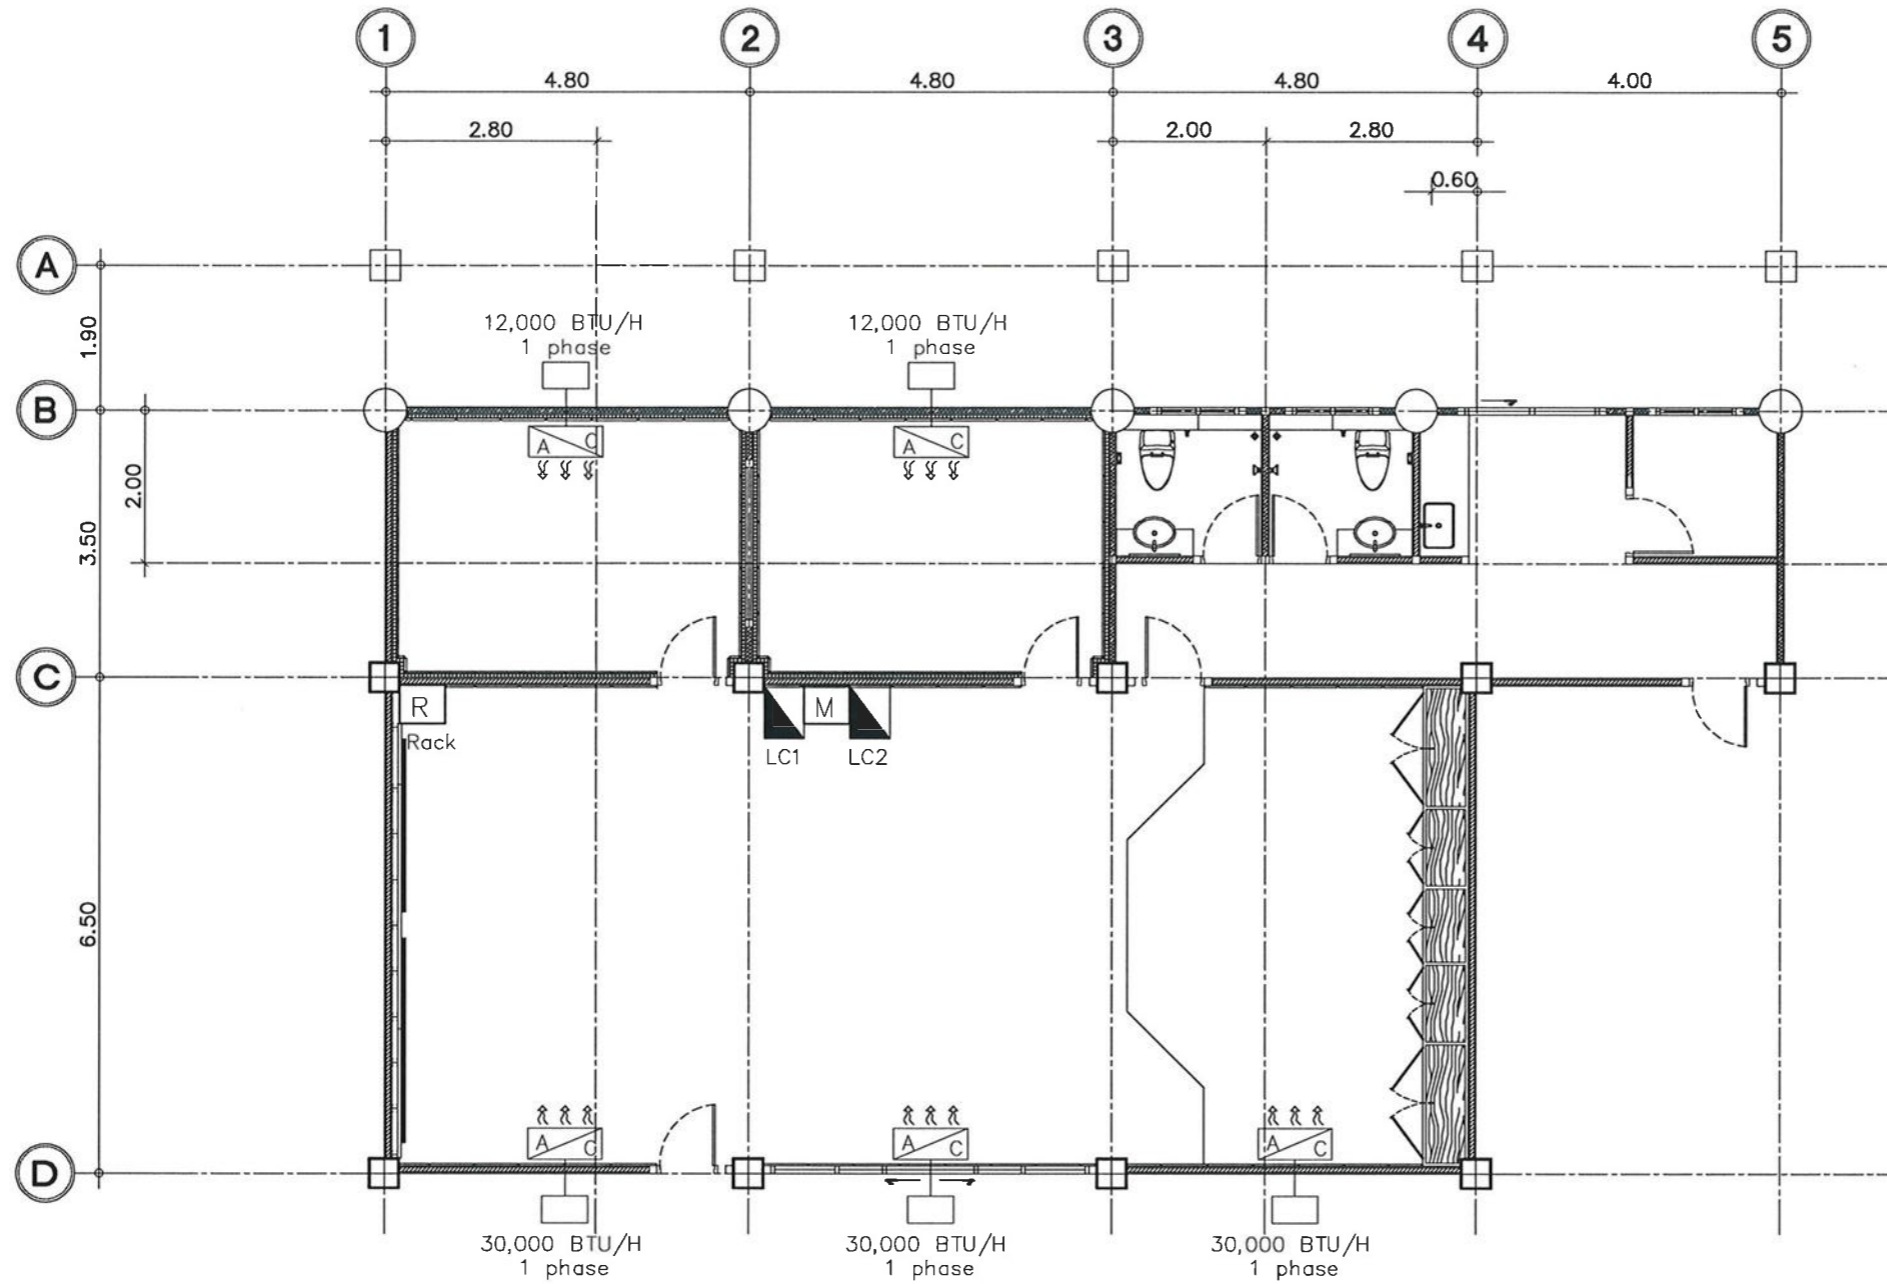 1 2 3 4 5
4.80 4.80 4.80 4.00
2.80 2.00 2.80
0.60
A
12,000 BTU/H 12,000 BTU/H
1 phase 1 phase
1.90
B
A C A C
2.00
3.50
C
R M
Rack LC1 LC2
6.50
A C A C A C
D
30,000 BTU/H 30,000 BTU/H 30,000 BTU/H
1 phase 1 phase 1 phase